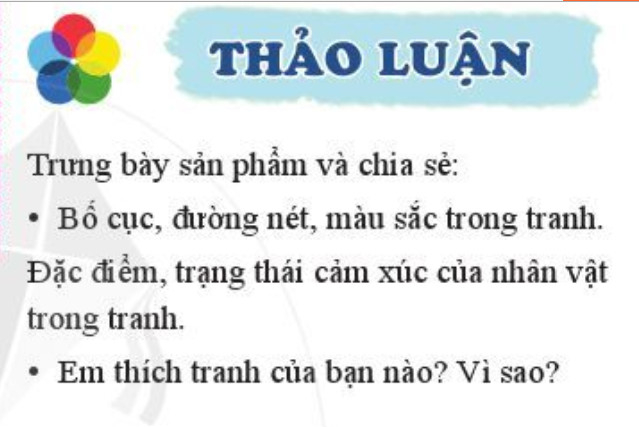 THẢO LUẬN
Trưng bày sản phẩm và chia sẻ:
• Bố cục, đường nét, màu sắc trong tranh.
Đặc điểm, trạng thái cảm xúc của nhân vật
trong tranh.
• Em thích tranh của bạn nào? Vì sao?